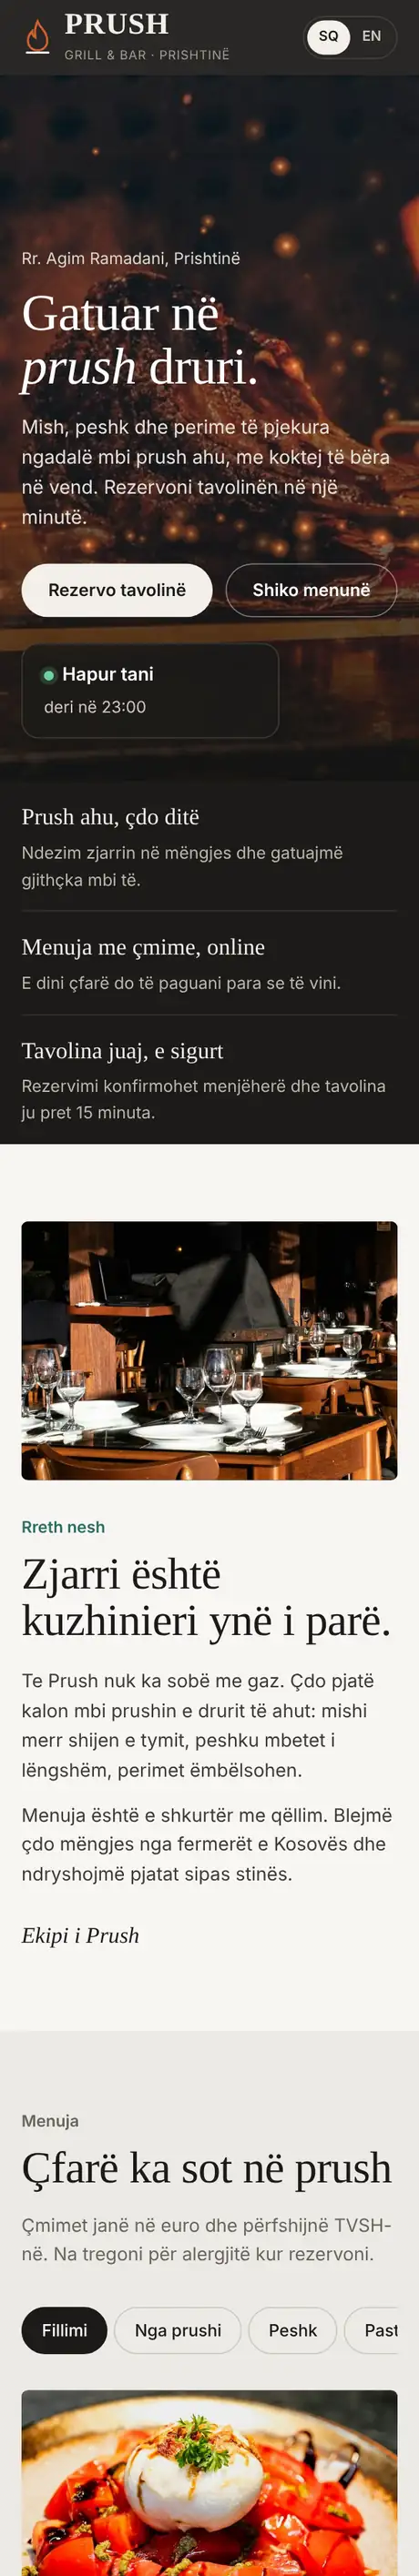 PRUSH
GRILL & BAR · PRISHTINË
SQ EN
Rr. Agim Ramadani, Prishtinë
Gatuar në
prush druri.
Mish, peshk dhe perime të pjekura
ngadalë mbi prush ahu, me koktej të bëra
në vend. Rezervoni tavolinën në një
minutë.
Rezervo tavolinë
Shiko menunë
Hapur tani
deri në 23:00
Prush ahu, çdo ditë
Ndezim zjarrin në mëngjes dhe gatuajmë
gjithçka mbi të.
Menuja me çmime, online
E dini çfarë do të paguani para se të vini.
Tavolina juaj, e sigurt
Rezervimi konfirmohet menjëherë dhe tavolina
ju pret 15 minuta.
Rreth nesh
Zjarri është
kuzhinieri ynë i parë.
Te Prush nuk ka sobë me gaz. Çdo pjatë
kalon mbi prushin e drurit të ahut: mishi
merr shijen e tymit, peshku mbetet i
lëngshëm, perimet ëmbëlsohen.
Menuja është e shkurtër me qëllim. Blejmë
çdo mëngjes nga fermerët e Kosovës dhe
ndryshojmë pjatat sipas stinës.
Ekipi i Prush
Menuja
Çfarë ka sot në prush
Çmimet janë në euro dhe përfshijnë TVSH-
në. Na tregoni për alergjitë kur rezervoni.
Fillimi
Nga prushi
Peshk
Past